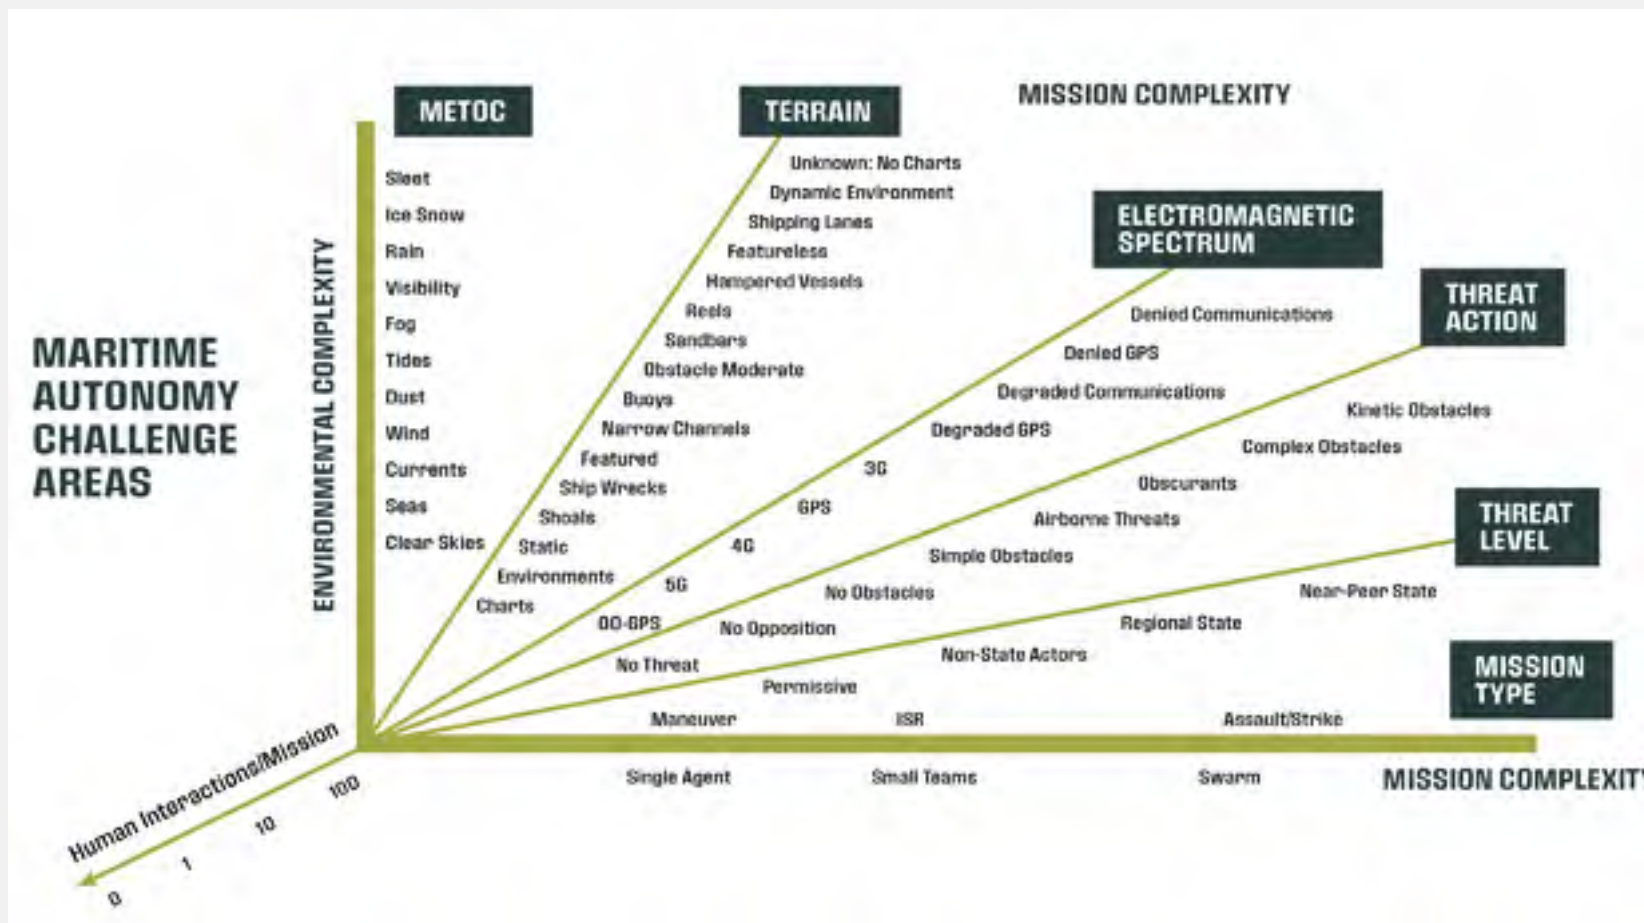 MISSION COMPLEXITY
METOC
Sleet
Ice Snow
Rain
Visibility
Fog
Tides
Dust
Wind
Currents
Seas
Clear Skies
TERRAIN
Unknown: No Charts
Dynamic Environment
Shipping Lanes
Featureless
Hampered Vessels
Reels
Sandbars
Obstacle Moderate
Buoys
Narrow Channels
Featured
Ship Wrecks
Shoals
Static
Environments
Charts
ELECTROMAGNETIC
SPECTRUM
Denied Communications
Denied GPS
Degraded Communications
Degraded GPS
3G
GPS
4G
5G
00-GPS
THREAT
ACTION
Kinetic Obstacles
Complex Obstacles
Obscurants
Airborne Threats
Simple Obstacles
No Obstacles
No Opposition
No Threat
THREAT
LEVEL
Near-Peer State
Regional State
Non-State Actors
Permissive
MISSION
TYPE
Maneuver
ISR
Assault/Strike
Single Agent
Small Teams
Swarm
MISSION COMPLEXITY
MARITIME
AUTONOMY
CHALLENGE
AREAS
ENVIRONMENTAL COMPLEXITY
Human Interactions/Mission
100
10
1
0